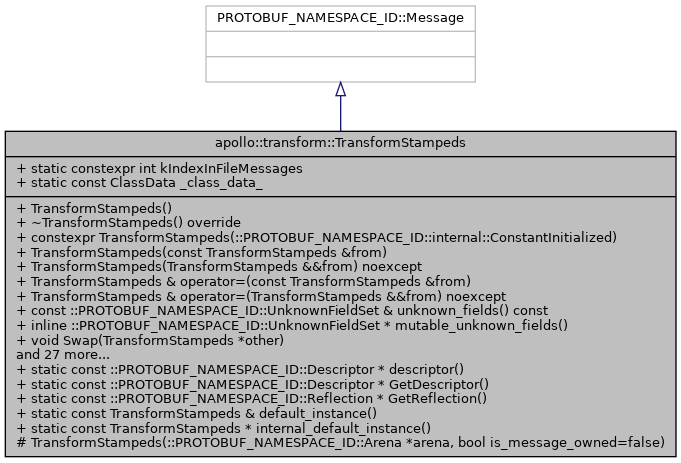 PROTOBUF_NAMESPACE_ID::Message
apollo::transform::TransformStampeds
+ static constexpr int kIndexInFileMessages
+ static const ClassData _class_data_
+ TransformStampeds()
+ ~TransformStampeds() override
+ constexpr TransformStampeds(::PROTOBUF_NAMESPACE_ID::internal::ConstantInitialized)
+ TransformStampeds(const TransformStampeds &from)
+ TransformStampeds(TransformStampeds &&from) noexcept
+ TransformStampeds & operator=(const TransformStampeds &from)
+ TransformStampeds & operator=(TransformStampeds &&from) noexcept
+ const ::PROTOBUF_NAMESPACE_ID::UnknownFieldSet & unknown_fields() const
+ inline ::PROTOBUF_NAMESPACE_ID::UnknownFieldSet * mutable_unknown_fields()
+ void Swap(TransformStampeds *other)
and 27 more...
+ static const ::PROTOBUF_NAMESPACE_ID::Descriptor * descriptor()
+ static const ::PROTOBUF_NAMESPACE_ID::Descriptor * GetDescriptor()
+ static const ::PROTOBUF_NAMESPACE_ID::Reflection * GetReflection()
+ static const TransformStampeds & default_instance()
+ static const TransformStampeds * internal_default_instance()
# TransformStampeds(::PROTOBUF_NAMESPACE_ID::Arena *arena, bool is_message_owned=false)